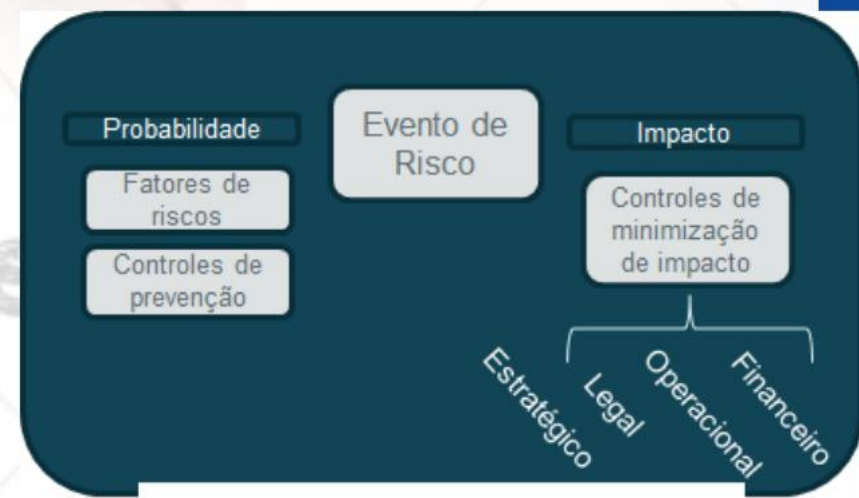 Probabilidade
Fatores de
riscos
Controles de
prevenção
Evento de
Risco
Impacto
Controles de
minimização
de impacto
Estratégico
Legal
Operacional
Financeiro